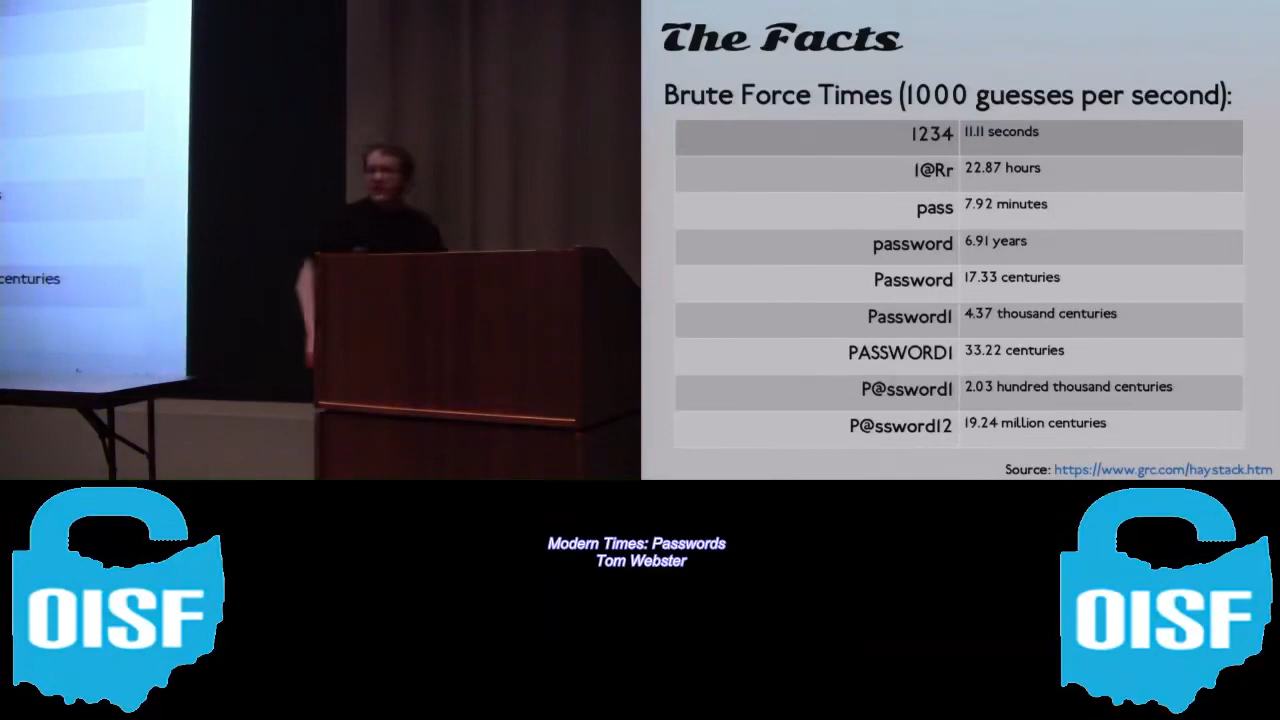 centuries
The Facts
Brute Force Times (1000 guesses per second):
1234 11.11 seconds
1@Rr 22.87 hours
pass 7.92 minutes
password 6.91 years
Password 17.33 centuries
Password1 4.37 thousand centuries
PASSWORD1 33.22 centuries
P@ssword1 2.03 hundred thousand centuries
P@ssword12 19.24 million centuries
Source: https://www.grc.com/haystack.htm
Modern Times: Passwords
Tom Webster
OISF
OISF